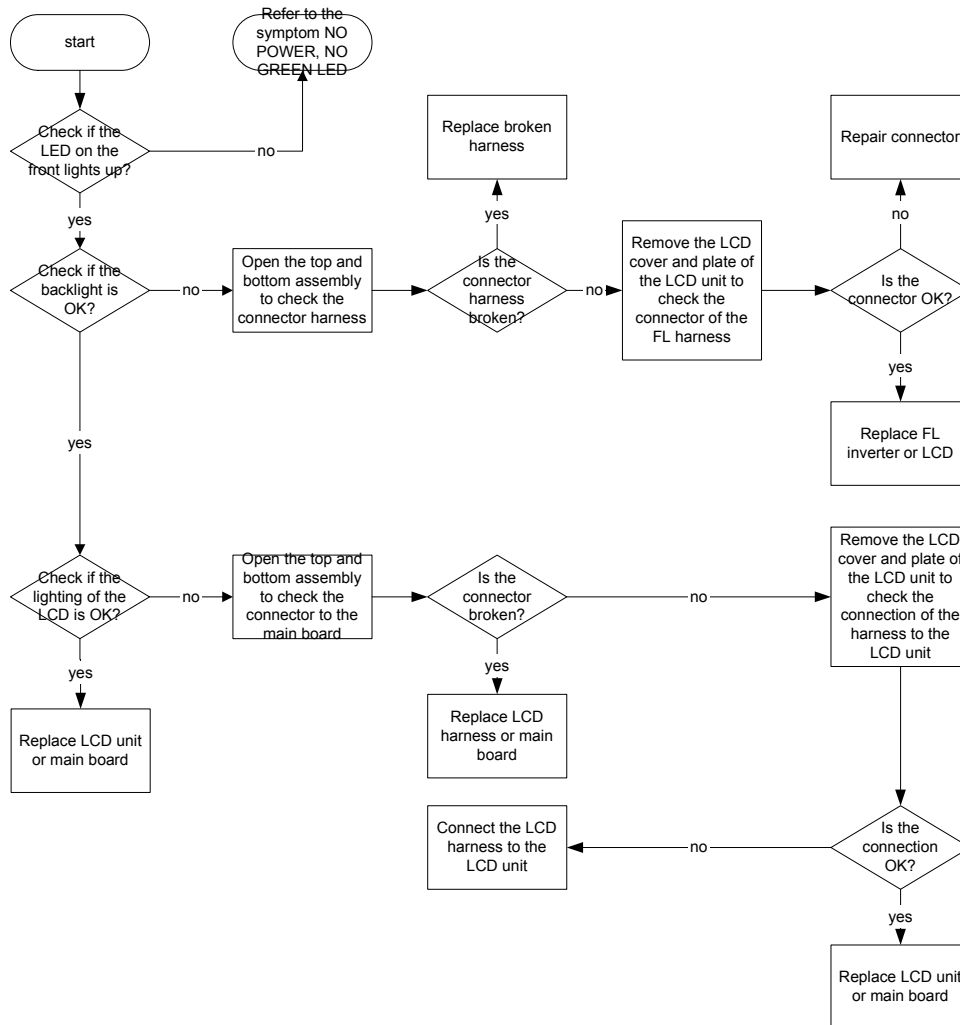 start
Refer to the
symptom NO
POWER, NO
GREEN LED
Check if the
LED on the
front lights up?
no
yes
Replace broken
harness
Repair connector
yes
no
Check if the
backlight is
OK?
no
Open the top and
bottom assembly
to check the
connector harness
Is the
connector
harness
broken?
no
Remove the LCD
cover and plate of
the LCD unit to
check the
connector of the
FL harness
Is the
connector OK?
yes
Replace FL
inverter or LCD
yes
Check if the
lighting of the
LCD is OK?
no
Open the top and
bottom assembly
to check the
connector to the
main board
Is the
connector
broken?
no
Remove the LCD
cover and plate of
the LCD unit to
check the
connection of the
harness to the
LCD unit
yes
yes
Replace LCD unit
or main board
Replace LCD
harness or main
board
Connect the LCD
harness to the
LCD unit
no
Is the
connection
OK?
yes
Replace LCD unit
or main board